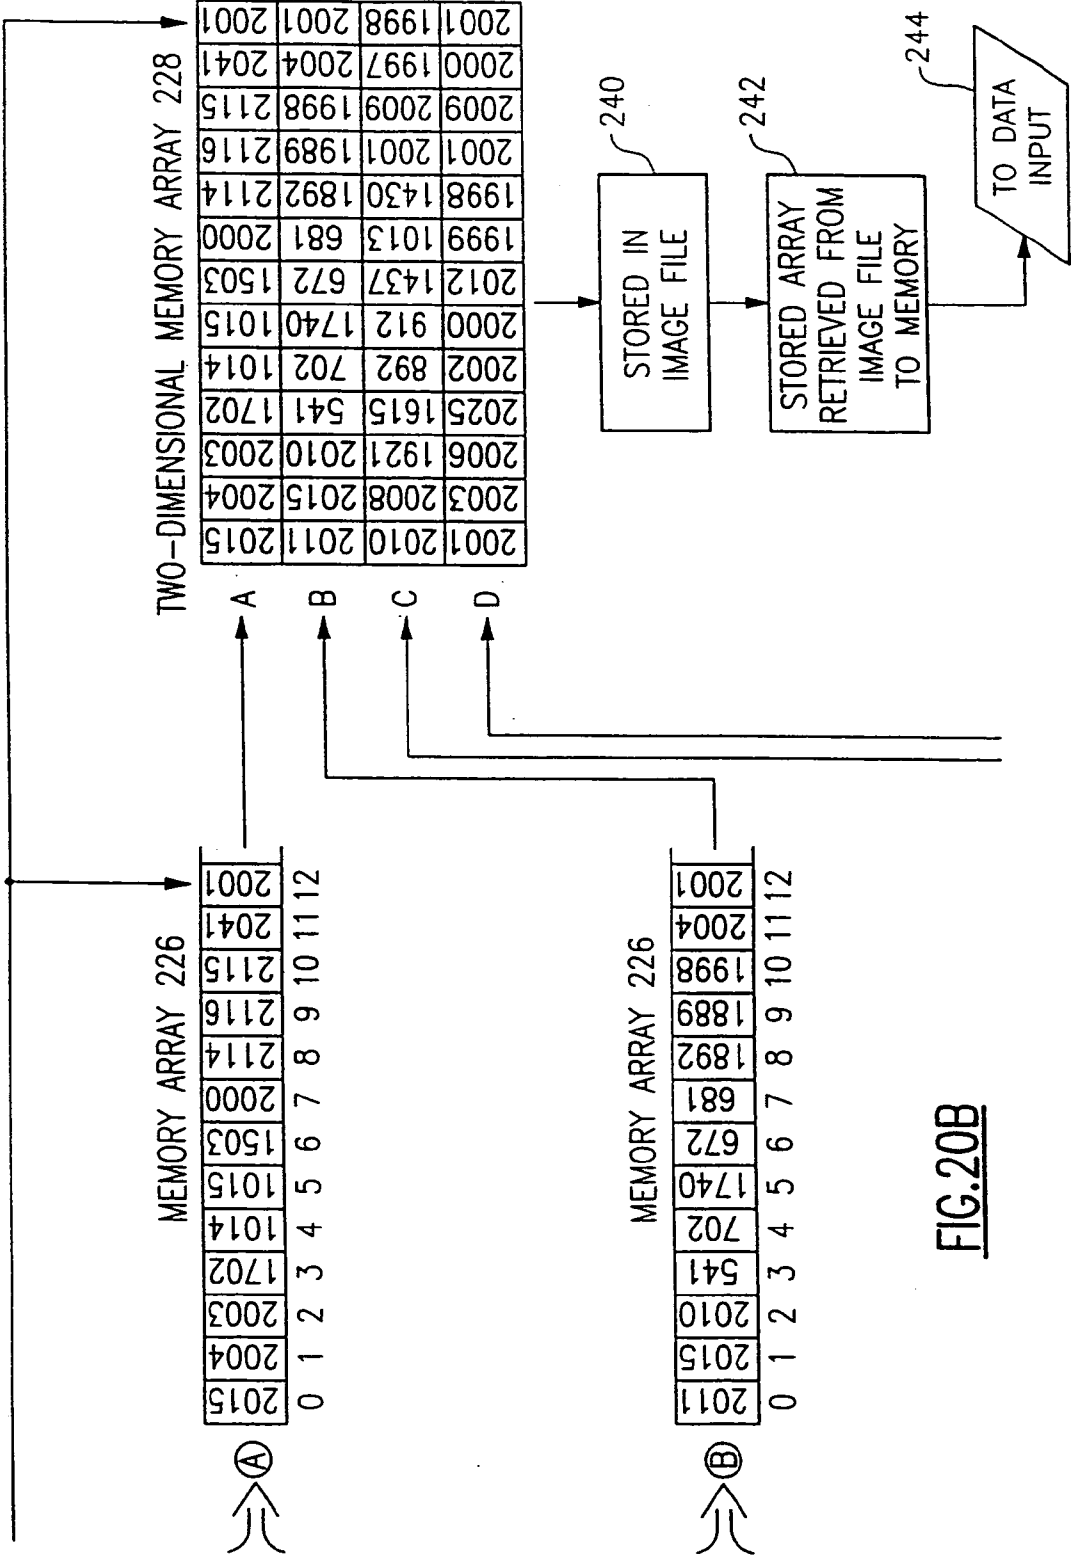 MEMORY ARRAY 226
A
2015 2004 2003 1702 1014 1015 1503 2000 2114 2116 2115 2041 2001
0 1 2 3 4 5 6 7 8 9 10 11 12
TWO-DIMENSIONAL MEMORY ARRAY 228
A 2015 2004 2003 1702 1014 1015 1503 2000 2114 2116 2115 2041 2001
B 2011 2015 2010 541 702 1740 672 681 1892 1989 1998 2004 2001
C 2010 2008 1921 1615 892 912 1437 1013 1430 2001 2009 1997 1998
D 2001 2003 2006 2025 2002 2000 2012 1999 1998 2001 2009 2000 2001
MEMORY ARRAY 226
B
2011 2015 2010 541 702 1740 672 681 1892 1889 1998 2004 2001
0 1 2 3 4 5 6 7 8 9 10 11 12
240
STORED IN
IMAGE FILE
242
STORED ARRAY
RETRIEVED FROM
IMAGE FILE
TO MEMORY
244
TO DATA
INPUT
FIG.20B